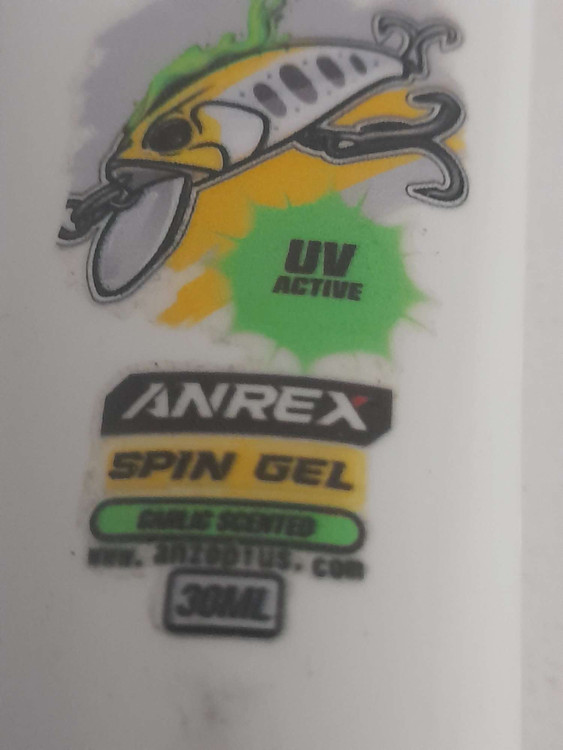 UV
ACTIVE
ANREX
SPIN GEL
GARLIC SCENTED
30ML